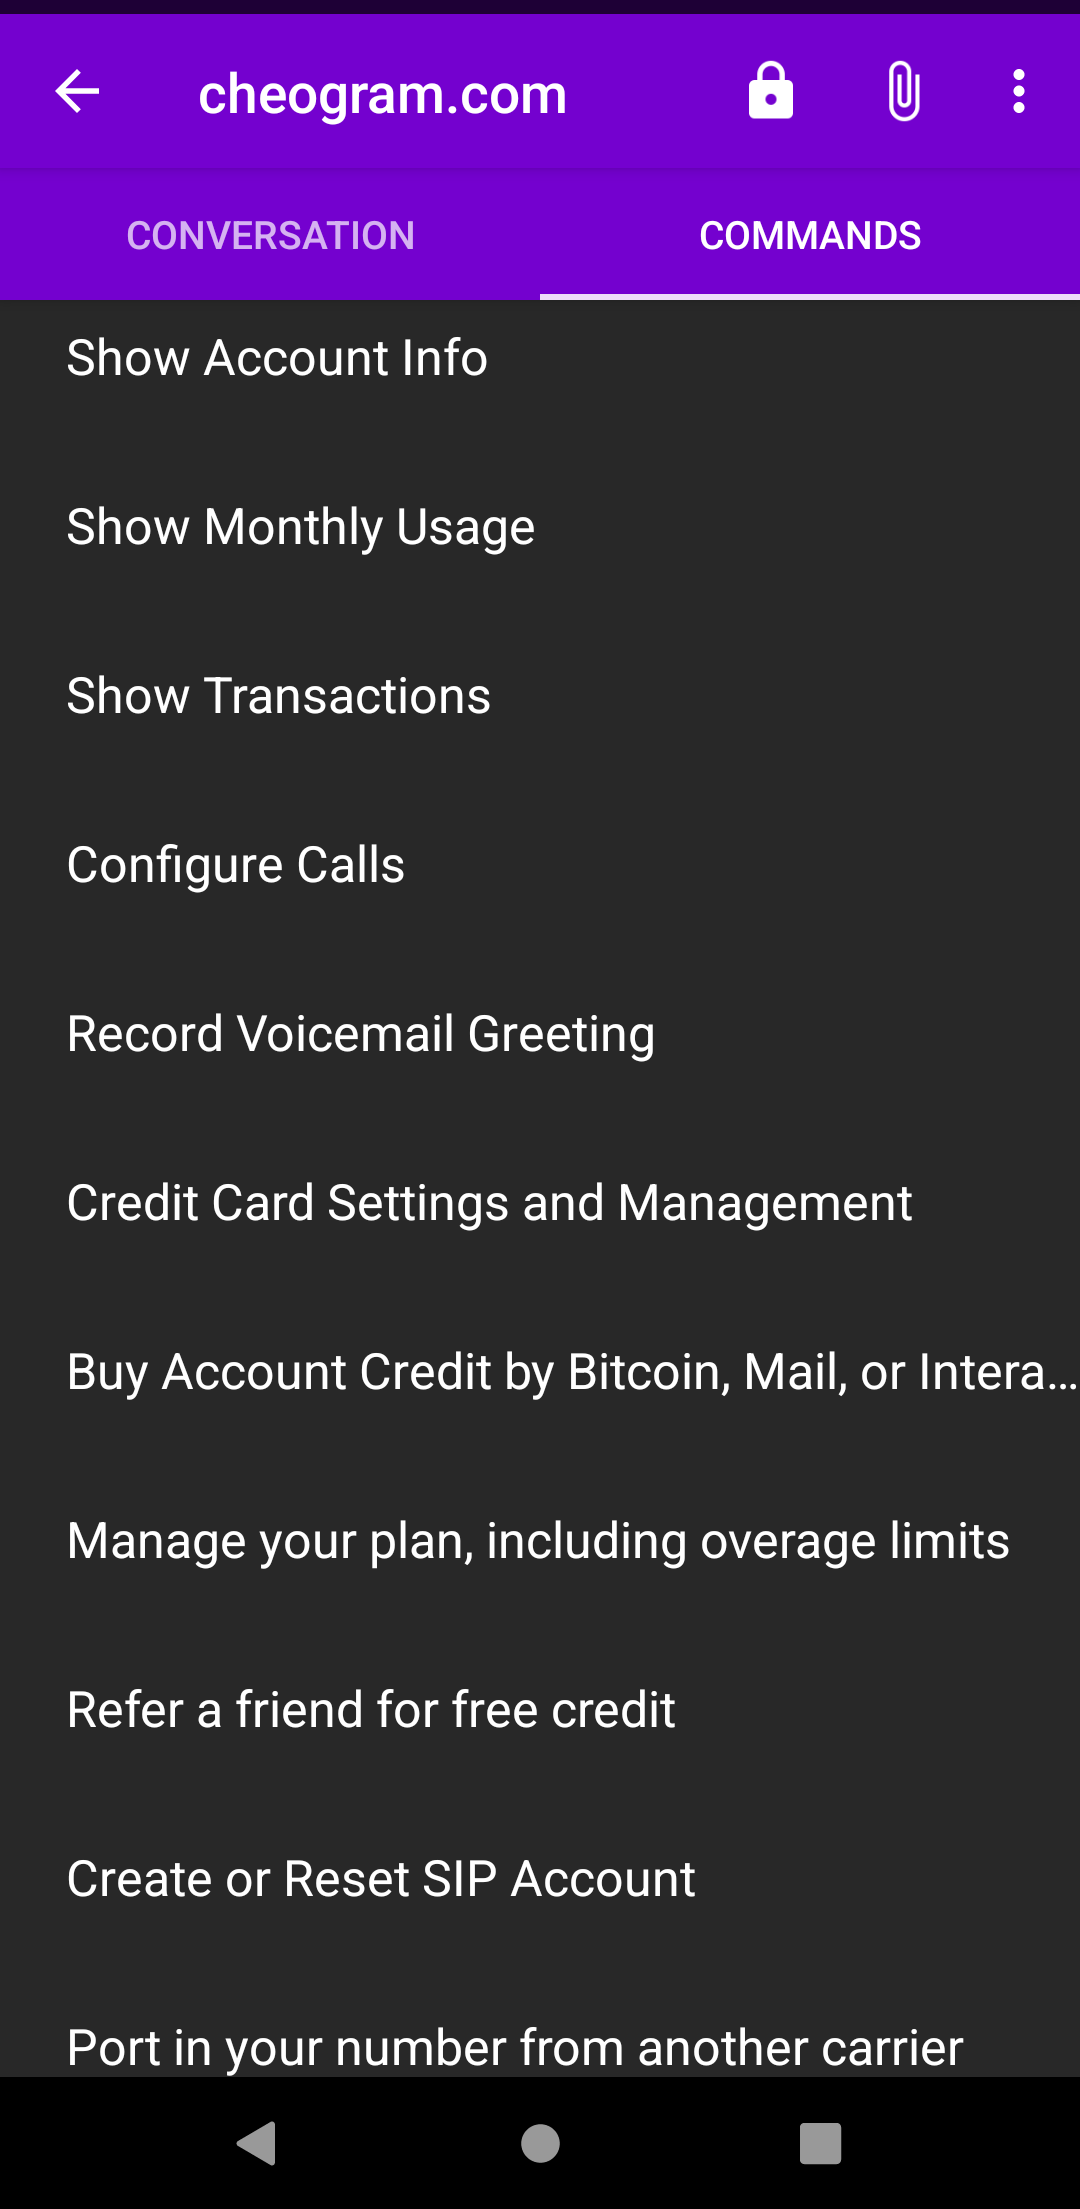 cheogram.com
CONVERSATION
COMMANDS
Show Account Info
Show Monthly Usage
Show Transactions
Configure Calls
Record Voicemail Greeting
Credit Card Settings and Management
Buy Account Credit by Bitcoin, Mail, or Intera...
Manage your plan, including overage limits
Refer a friend for free credit
Create or Reset SIP Account
Port in your number from another carrier